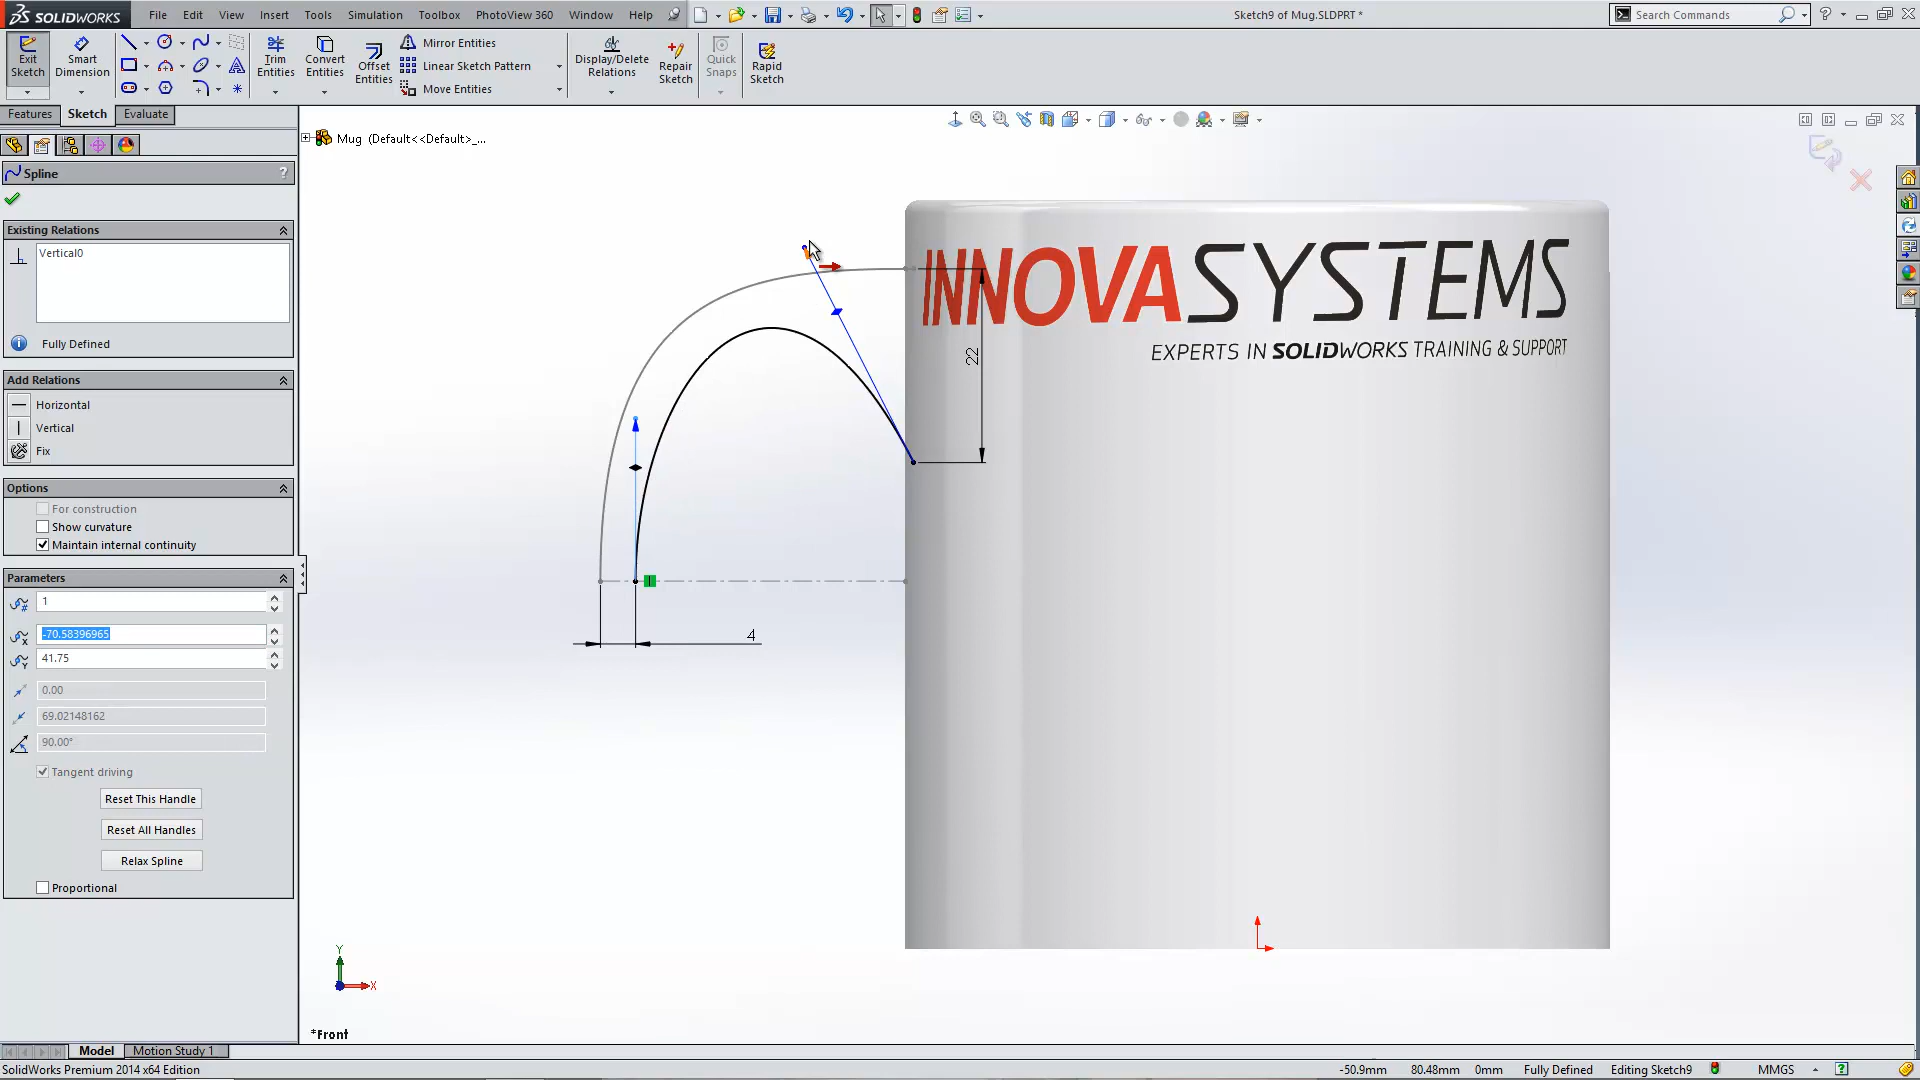 SOLIDWORKS File Edit View Insert Tools Simulation Toolbox PhotoView 360 Window Help Sketch9 of Mug.SLDPRT * Search Commands
Exit Sketch
Smart Dimension
Trim Entities
Convert Entities
Offset Entities
Mirror Entities
Linear Sketch Pattern
Move Entities
Display/Delete Relations
Repair Sketch
Quick Snaps
Rapid Sketch
Features Sketch Evaluate
Mug (Default<<Default>_...
Spline ?
Existing Relations
Vertical0
Fully Defined
Add Relations
Horizontal
Vertical
Fix
Options
For construction
Show curvature
Maintain internal continuity
Parameters
1
-70.58396965
41.75
0.00
69.02148162
90.00°
Tangent driving
Reset This Handle
Reset All Handles
Relax Spline
Proportional
INNOVASYSTEMS
EXPERTS IN SOLIDWORKS TRAINING & SUPPORT
22
4
Y
X
*Front
Model Motion Study 1
SolidWorks Premium 2014 x64 Edition -50.9mm 80.48mm 0mm Fully Defined Editing Sketch9 MMGS